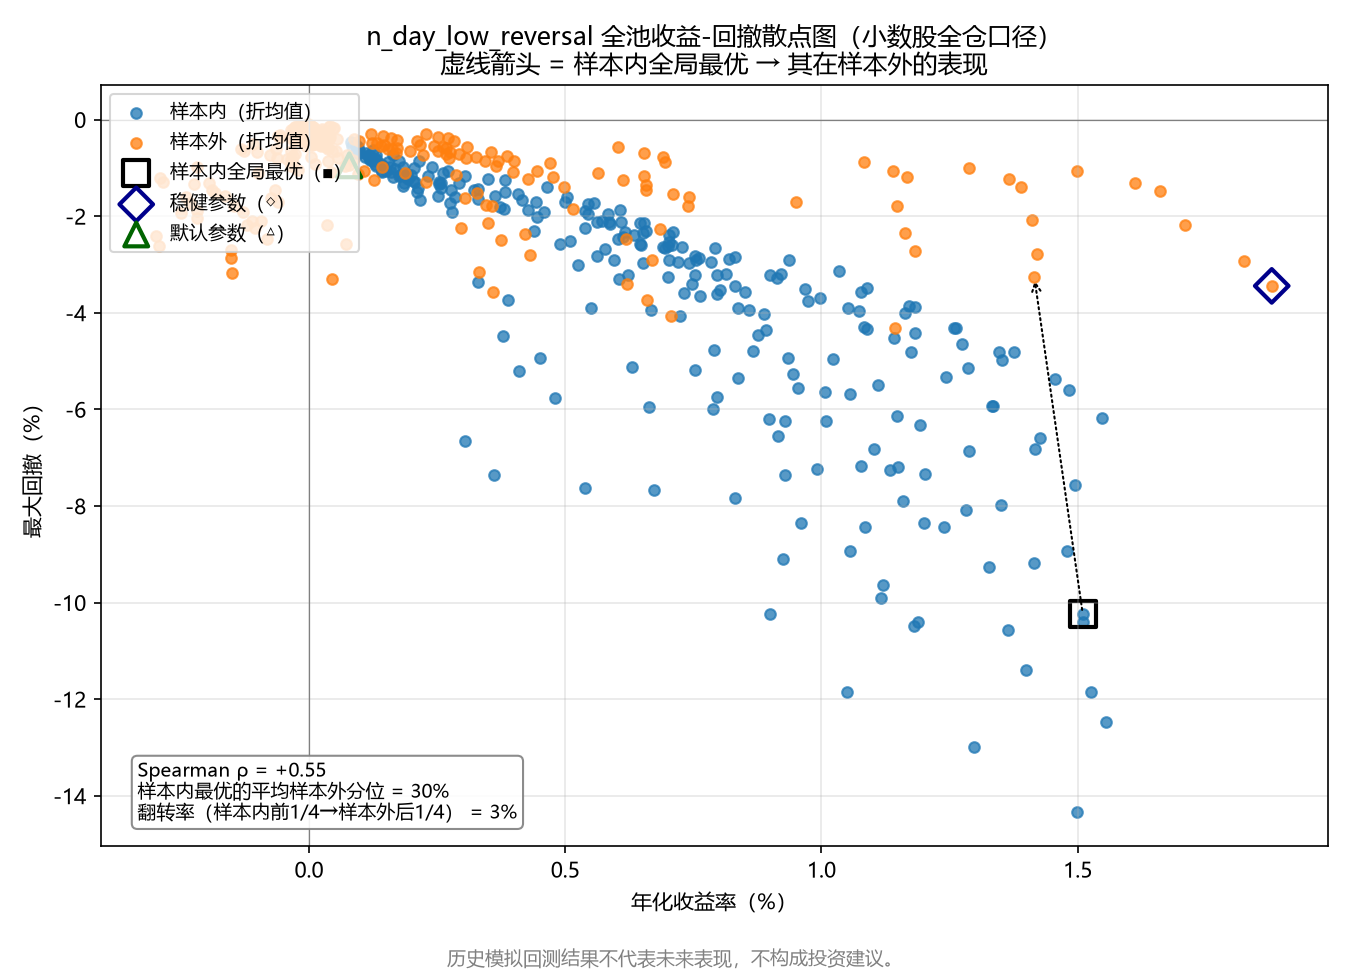 n_day_low_reversal 全池收益-回撤散点图（小数股全仓口径）
虚线箭头 = 样本内全局最优 → 其在样本外的表现
样本内（折均值）
样本外（折均值）
样本内全局最优（■）
稳健参数（◇）
默认参数（△）
0
-2
-4
-6
-8
-10
-12
-14
最大回撤（%）
Spearman ρ = +0.55
样本内最优的平均样本外分位 = 30%
翻转率（样本内前1/4→样本外后1/4） = 3%
0.0 0.5 1.0 1.5
年化收益率（%）
历史模拟回测结果不代表未来表现，不构成投资建议。